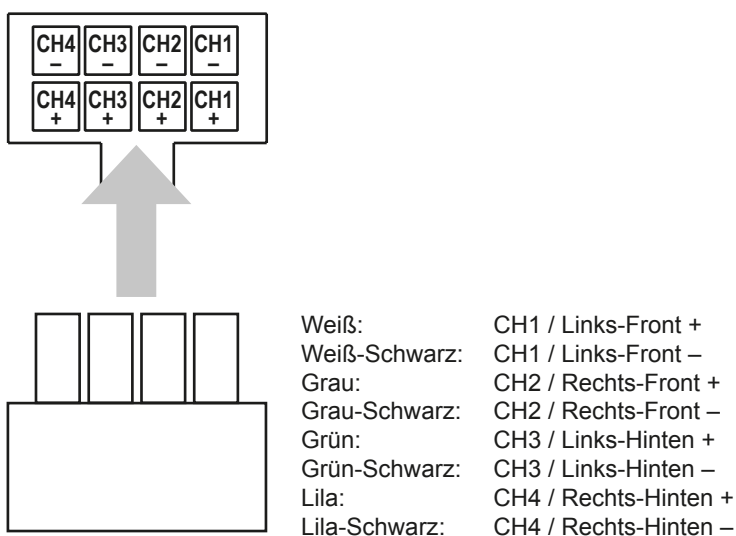 CH4 CH3 CH2 CH1
– – – –
CH4 CH3 CH2 CH1
+ + + +
Weiß: CH1 / Links-Front +
Weiß-Schwarz: CH1 / Links-Front –
Grau: CH2 / Rechts-Front +
Grau-Schwarz: CH2 / Rechts-Front –
Grün: CH3 / Links-Hinten +
Grün-Schwarz: CH3 / Links-Hinten –
Lila: CH4 / Rechts-Hinten +
Lila-Schwarz: CH4 / Rechts-Hinten –